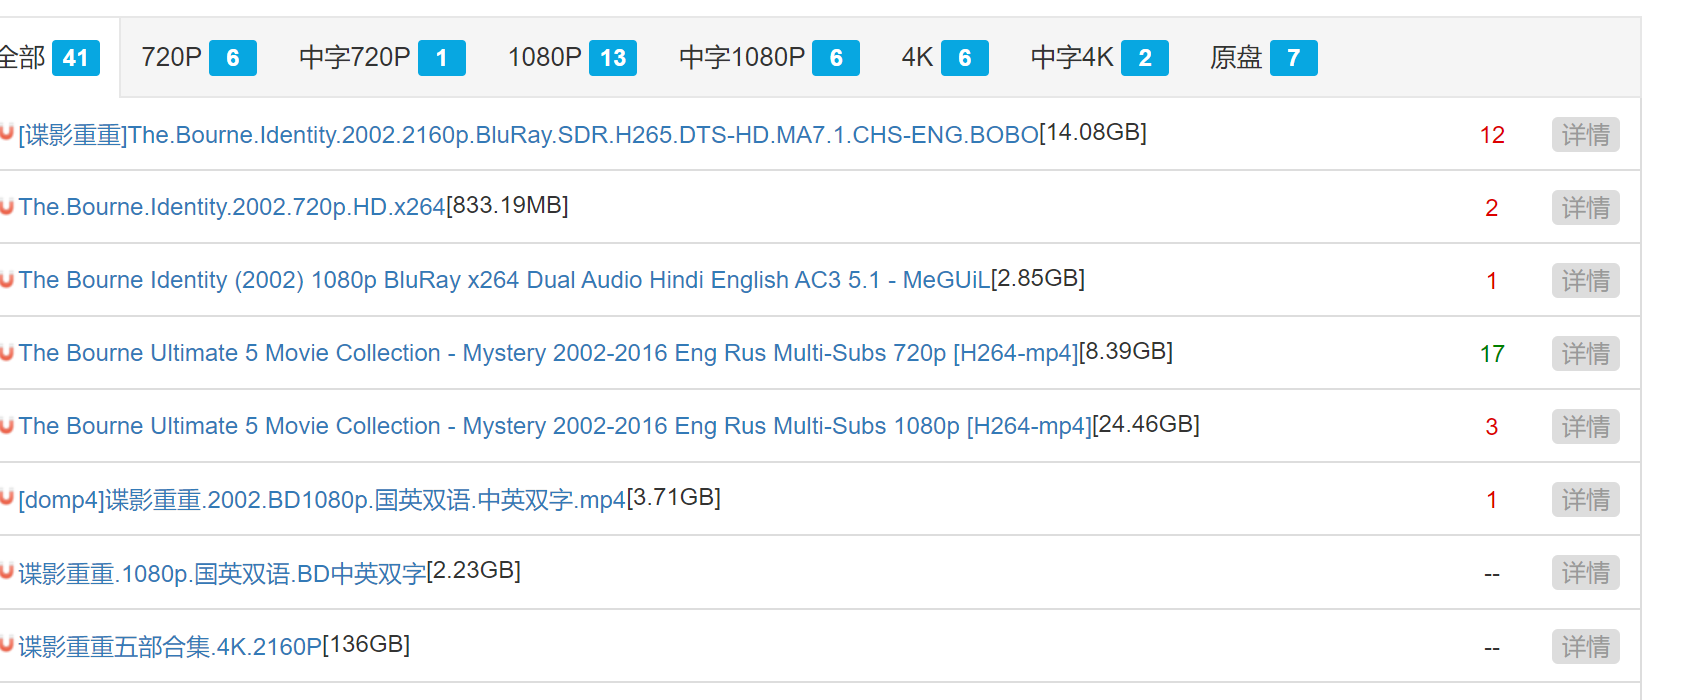 全部 41 720P 6 中字720P 1 1080P 13 中字1080P 6 4K 6 中字4K 2 原盘 7
[谍影重重]The.Bourne.Identity.2002.2160p.BluRay.SDR.H265.DTS-HD.MA7.1.CHS-ENG.BOBO[14.08GB] 12 详情
The.Bourne.Identity.2002.720p.HD.x264[833.19MB] 2 详情
The Bourne Identity (2002) 1080p BluRay x264 Dual Audio Hindi English AC3 5.1 - MeGUiL[2.85GB] 1 详情
The Bourne Ultimate 5 Movie Collection - Mystery 2002-2016 Eng Rus Multi-Subs 720p [H264-mp4][8.39GB] 17 详情
The Bourne Ultimate 5 Movie Collection - Mystery 2002-2016 Eng Rus Multi-Subs 1080p [H264-mp4][24.46GB] 3 详情
[domp4]谍影重重.2002.BD1080p.国英双语.中英双字.mp4[3.71GB] 1 详情
谍影重重.1080p.国英双语.BD中英双字[2.23GB] -- 详情
谍影重重五部合集.4K.2160P[136GB] -- 详情